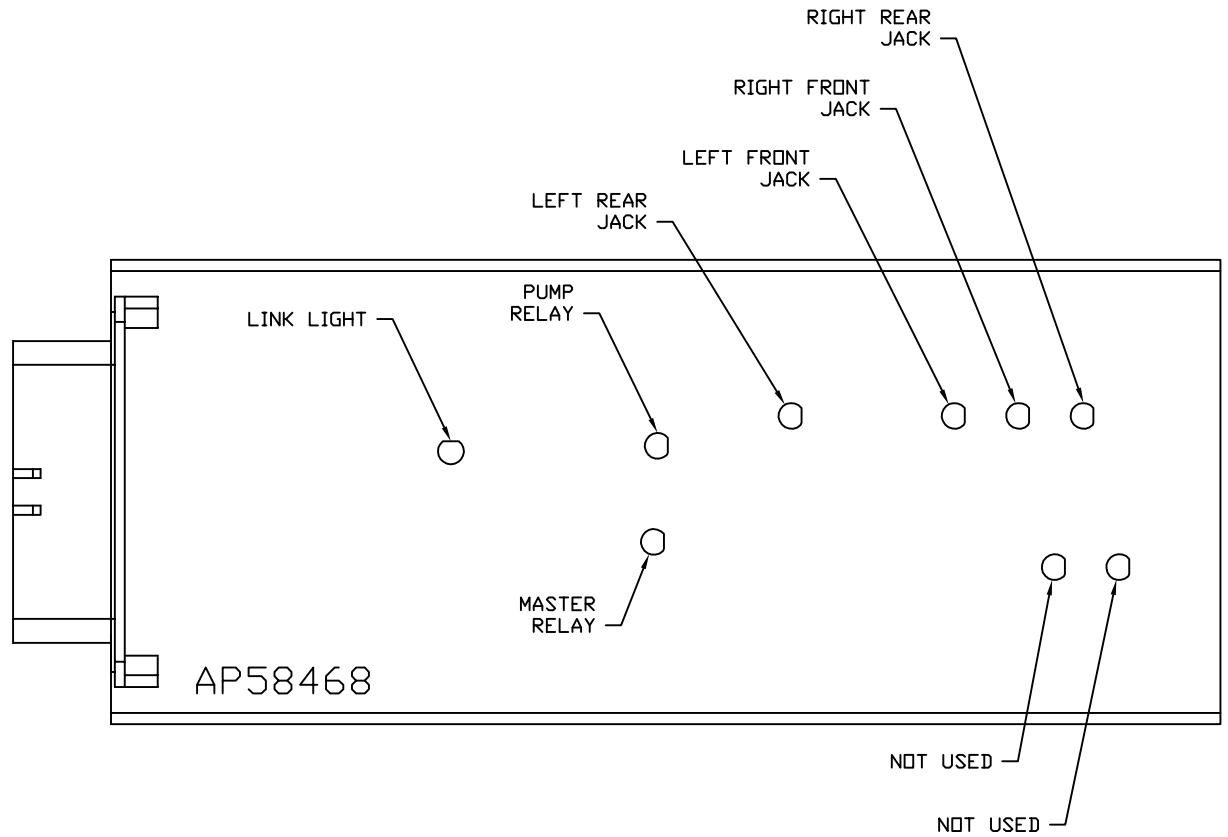 RIGHT REAR
JACK
RIGHT FRONT
JACK
LEFT FRONT
JACK
LEFT REAR
JACK
PUMP
RELAY
LINK LIGHT
MASTER
RELAY
AP58468
NOT USED
NOT USED